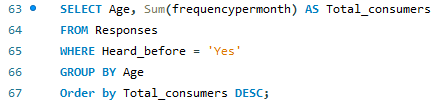 63 SELECT Age, Sum(frequencypermonth) AS Total_consumers
64 FROM Responses
65 WHERE Heard_before = 'Yes'
66 GROUP BY Age
67 Order by Total_consumers DESC;